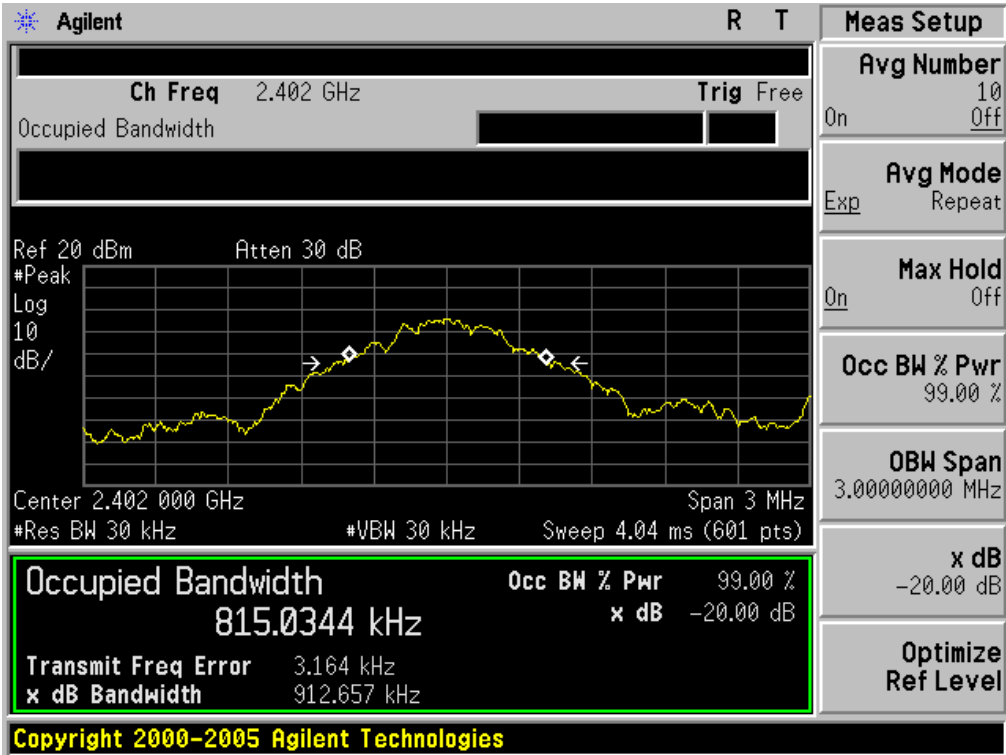 Agilent R T
Ch Freq 2.402 GHz Trig Free
Occupied Bandwidth
Ref 20 dBm Atten 30 dB
#Peak
Log
10
dB/
Center 2.402 000 GHz Span 3 MHz
#Res BW 30 kHz #VBW 30 kHz Sweep 4.04 ms (601 pts)
Occupied Bandwidth Occ BW % Pwr 99.00 %
815.0344 kHz x dB -20.00 dB
Transmit Freq Error 3.164 kHz
x dB Bandwidth 912.657 kHz
Copyright 2000-2005 Agilent Technologies
Meas Setup
Avg Number
10
On Off
Avg Mode
Exp Repeat
Max Hold
On Off
Occ BW % Pwr
99.00 %
OBW Span
3.00000000 MHz
x dB
-20.00 dB
Optimize
Ref Level